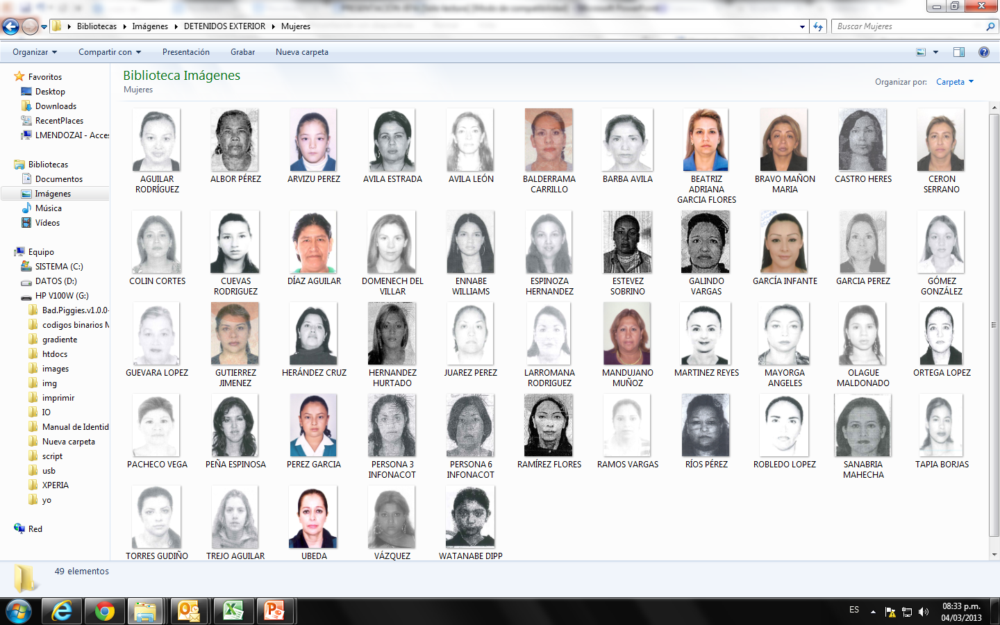 Bibliotecas Imágenes DETENIDOS EXTERIOR Mujeres
Buscar Mujeres
Organizar Compartir con Presentación Grabar Nueva carpeta
Favoritos
Desktop
Downloads
RecentPlaces
LMENDOZAI - Acces
Bibliotecas
Documentos
Imágenes
Música
Vídeos
Equipo
SISTEMA (C:)
DATOS (D:)
HP V100W (G:)
Bad.Piggies.v1.0.0-
codigos binarios M
gradiente
htdocs
images
img
imprimir
IO
Manual de Identid
Nueva carpeta
script
usb
XPERIA
yo
Red
Biblioteca Imágenes
Mujeres
Organizar por: Carpeta
AGUILAR
RODRÍGUEZ
ALBOR PÉREZ
ARVIZU PEREZ
AVILA ESTRADA
AVILA LEÓN
BALDERRAMA
CARRILLO
BARBA AVILA
BEATRIZ
ADRIANA
GARCIA FLORES
BRAVO MAÑON
MARIA
CASTRO HERES
CERON
SERRANO
COLIN CORTES
CUEVAS
RODRIGUEZ
DÍAZ AGUILAR
DOMENECH DEL
VILLAR
ENNABE
WILLIAMS
ESPINOZA
HERNANDEZ
ESTEVEZ
SOBRINO
GALINDO
VARGAS
GARCÍA INFANTE
GARCIA PEREZ
GÓMEZ
GONZÁLEZ
GUEVARA LOPEZ
GUTIERREZ
JIMENEZ
HERÁNDEZ CRUZ
HERNANDEZ
HURTADO
JUAREZ PEREZ
LARROMANA
RODRIGUEZ
MANDUJANO
MUÑOZ
MARTINEZ REYES
MAYORGA
ANGELES
OLAGUE
MALDONADO
ORTEGA LOPEZ
PACHECO VEGA
PEÑA ESPINOSA
PEREZ GARCIA
PERSONA 3
INFONACOT
PERSONA 6
INFONACOT
RAMÍREZ FLORES
RAMOS VARGAS
RÍOS PÉREZ
ROBLEDO LOPEZ
SANABRIA
MAHECHA
TAPIA BORJAS
TORRES GUDIÑO
TREJO AGUILAR
UBEDA
VÁZQUEZ
WATANABE DIPP
49 elementos
ES
08:33 p.m.
04/03/2013